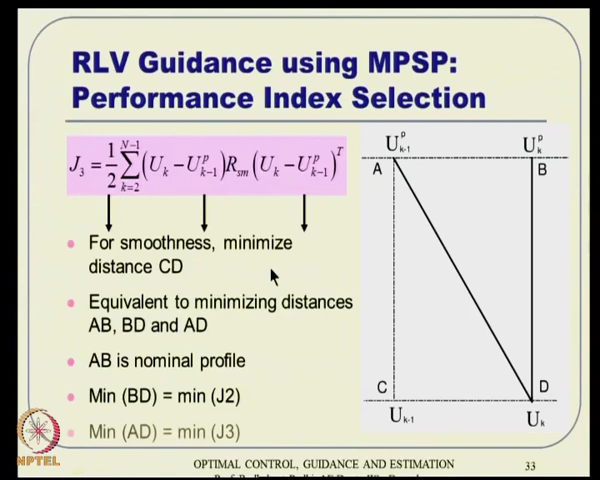 RLV Guidance using MPSP:
Performance Index Selection
J₃ = 1/2 ∑_{k=2}^{N−1} (U_k − U^p_{k−1}) R_{sm} (U_k − U^p_{k−1})^T
For smoothness, minimize
distance CD
Equivalent to minimizing distances
AB, BD and AD
AB is nominal profile
Min (BD) = min (J2)
Min (AD) = min (J3)
U^p_{k-1} U^p_k
A B
C D
U_{k-1} U_k
NPTEL
OPTIMAL CONTROL, GUIDANCE AND ESTIMATION
33